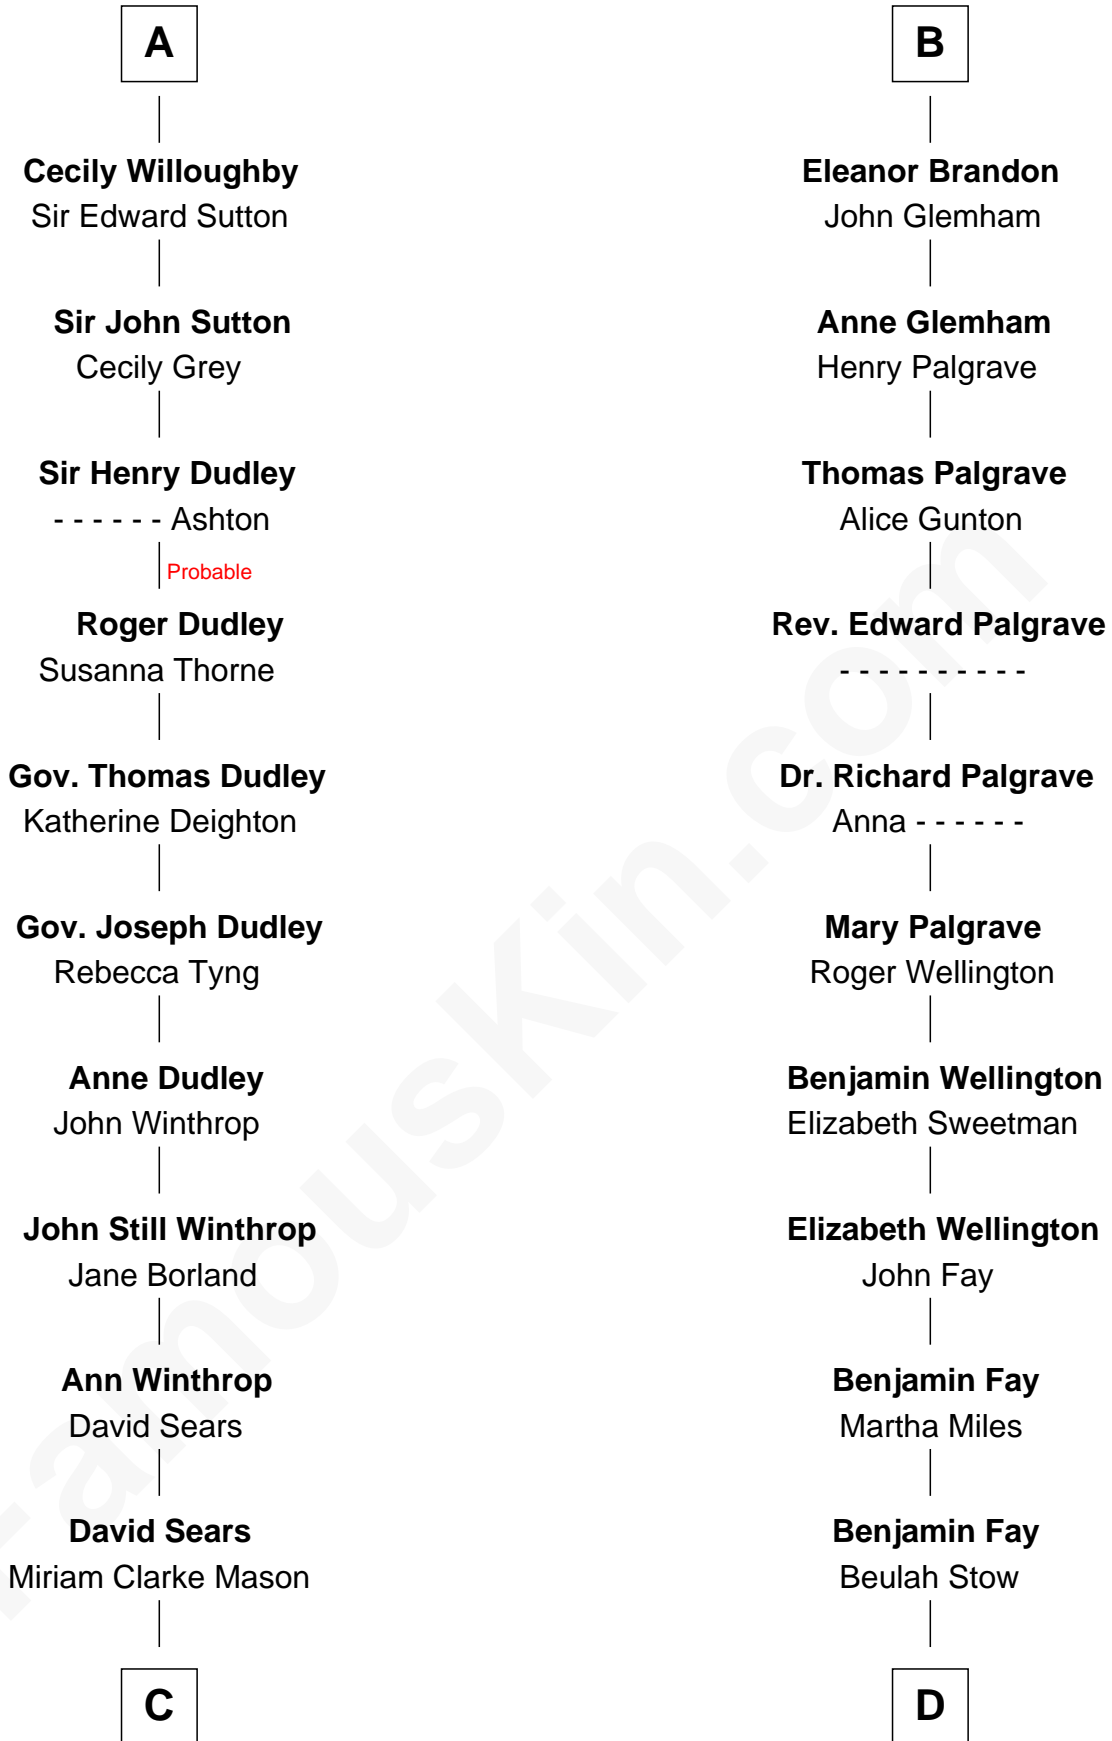 A
Cecily Willoughby
Sir Edward Sutton
Sir John Sutton
Cecily Grey
Sir Henry Dudley
- - - - - - Ashton
Probable
Roger Dudley
Susanna Thorne
Gov. Thomas Dudley
Katherine Deighton
Gov. Joseph Dudley
Rebecca Tyng
Anne Dudley
John Winthrop
John Still Winthrop
Jane Borland
Ann Winthrop
David Sears
David Sears
Miriam Clarke Mason
C
B
Eleanor Brandon
John Glemham
Anne Glemham
Henry Palgrave
Thomas Palgrave
Alice Gunton
Rev. Edward Palgrave
- - - - - - - - - -
Dr. Richard Palgrave
Anna - - - - - -
Mary Palgrave
Roger Wellington
Benjamin Wellington
Elizabeth Sweetman
Elizabeth Wellington
John Fay
Benjamin Fay
Martha Miles
Benjamin Fay
Beulah Stow
D
FamousKin.com